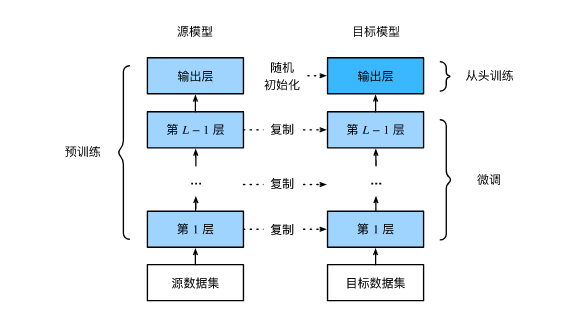 源模型
目标模型
输出层
随机
初始化
输出层
从头训练
第 L − 1 层
复制
第 L − 1 层
预训练
...
复制
...
微调
第 1 层
复制
第 1 层
源数据集
目标数据集